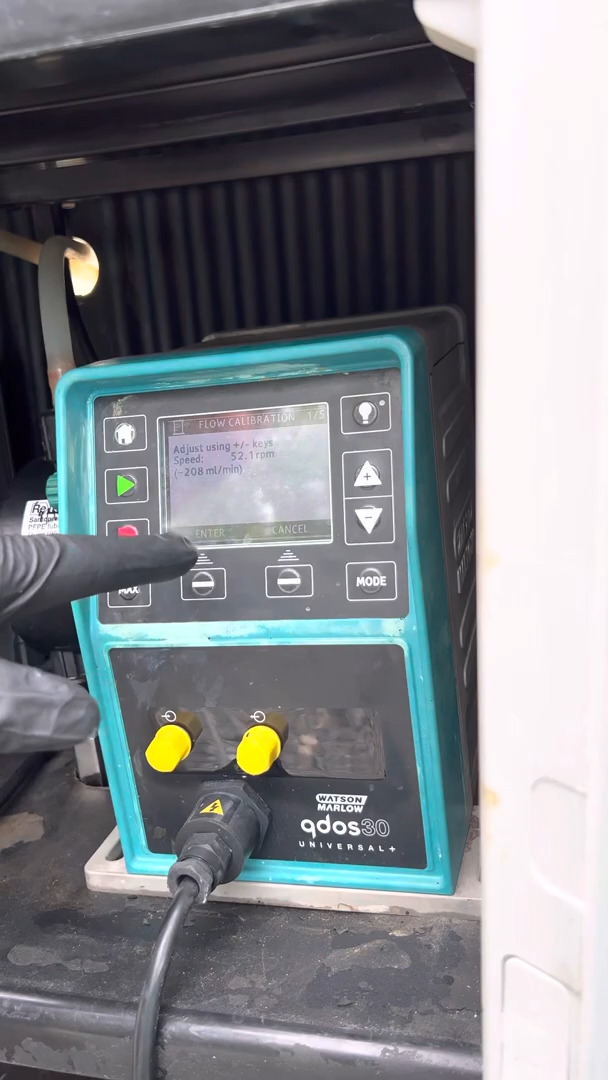 FLOW CALIBRATION 1/5
Adjust using +/- keys
Speed: 52.1rpm
(~208 ml/min)
ENTER CANCEL
+
-
MAX
MODE
WATSON
MARLOW
qdos30
UNIVERSAL+